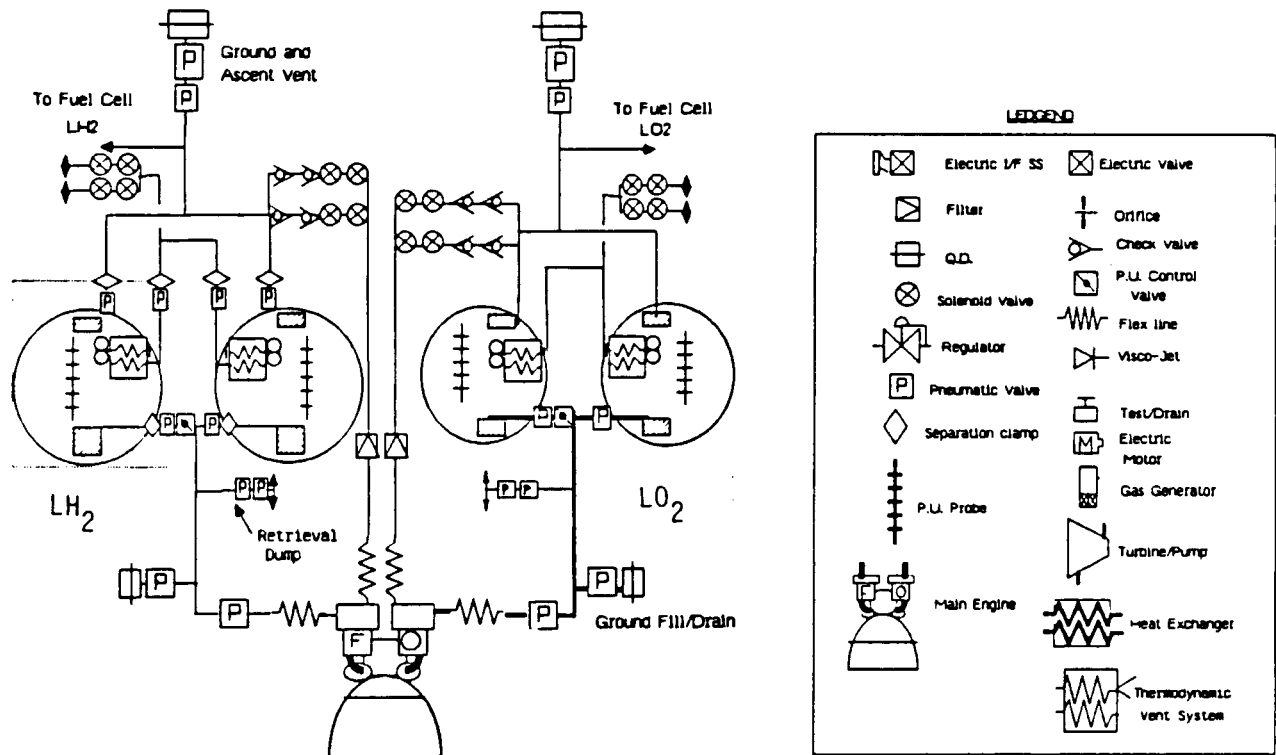 P
P
Ground and
Ascent Vent
To Fuel Cell
LH2
P
P
To Fuel Cell
LO2
P
P
P
P
P
P
P
P
LH2
P
P
Retrieval
Dump
P
P
LO2
P
P
P
P
Ground Fill/Drain
F
O
LEDGEND
Electric I/F SS
Electric Valve
Filter
Orifice
Q.D.
Check Valve
Solenoid Valve
P.U. Control
Valve
Regulator
Flex line
P
Pneumatic Valve
Visco-Jet
Separation clamp
Test/Drain
M
Electric
Motor
P.U. Probe
Gas Generator
Turbine/Pump
F
O
Main Engine
Heat Exchanger
Thermodynamic
Vent System